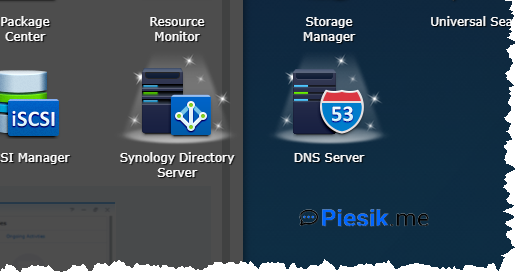 Package
Center
Resource
Monitor
Storage
Manager
Universal Sea
iSCSI
53
SI Manager
Synology Directory
Server
DNS Server
Piesik.me